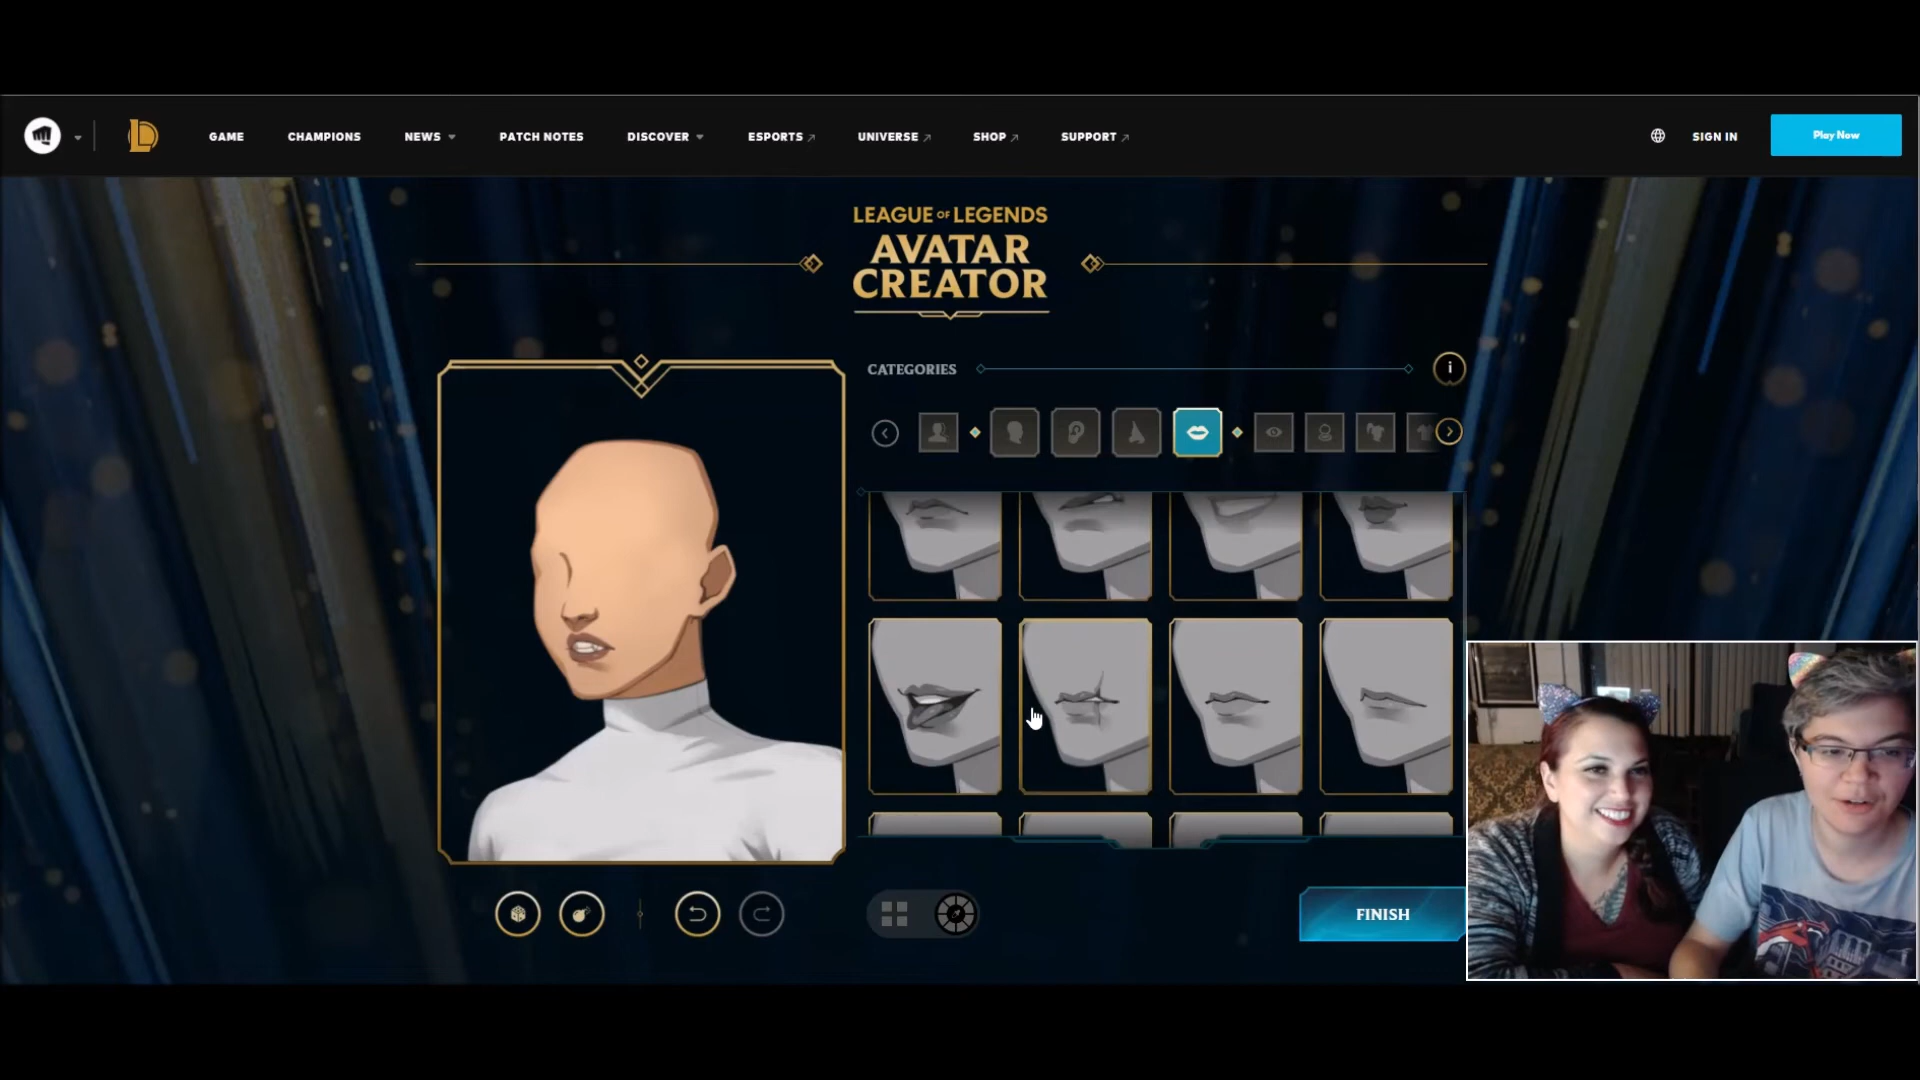 GAME
CHAMPIONS
NEWS
PATCH NOTES
DISCOVER
ESPORTS
UNIVERSE
SHOP
SUPPORT
SIGN IN
Play Now
LEAGUE OF LEGENDS
AVATAR
CREATOR
CATEGORIES
i
FINISH